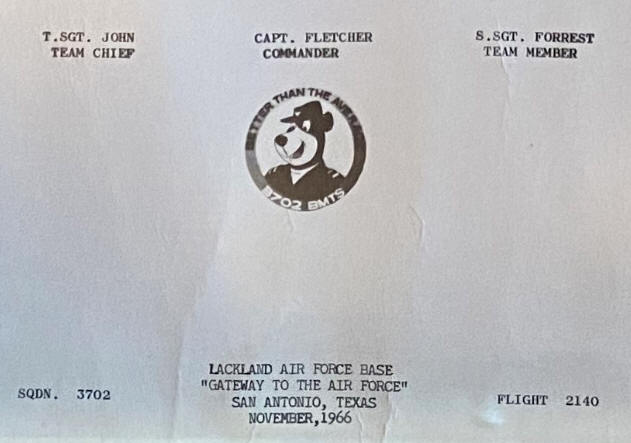 T.SGT. JOHN
TEAM CHIEF
CAPT. FLETCHER
COMMANDER
S.SGT. FORREST
TEAM MEMBER
BETTER THAN THE AVERAGE
3702 BMTS
LACKLAND AIR FORCE BASE
"GATEWAY TO THE AIR FORCE"
SAN ANTONIO, TEXAS
NOVEMBER,1966
SQDN. 3702
FLIGHT 2140